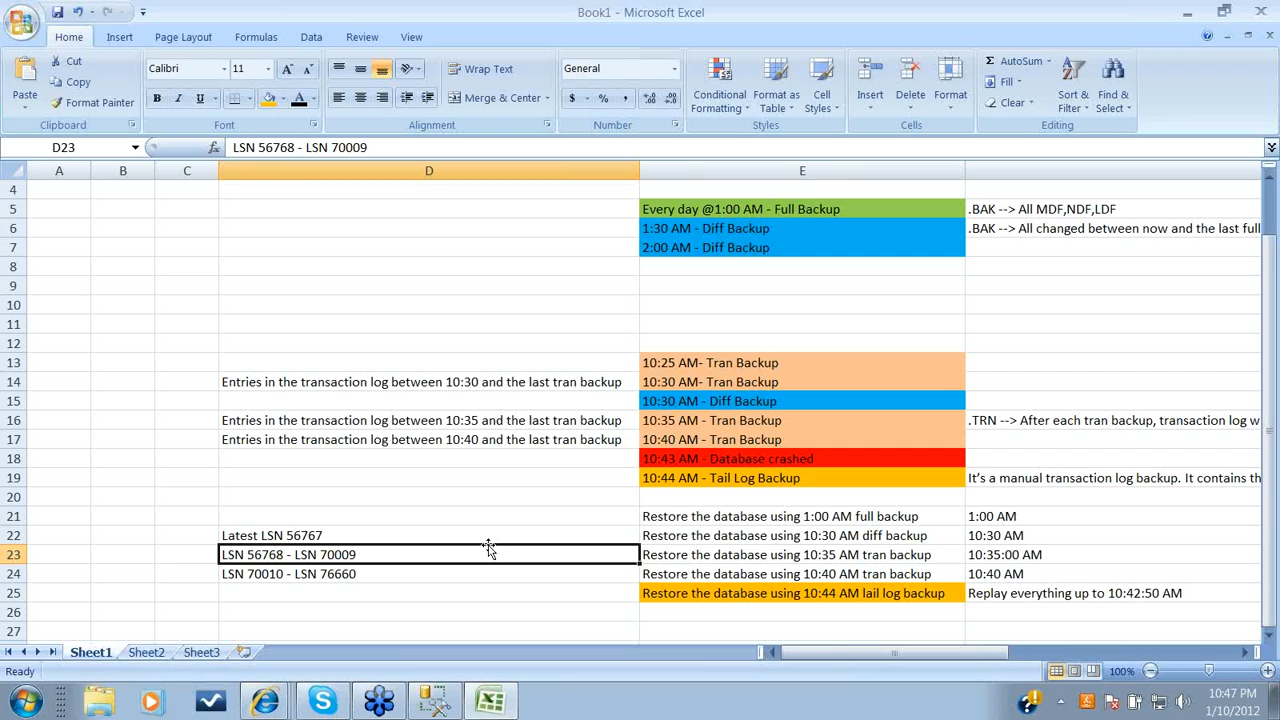 Book1 - Microsoft Excel
Home Insert Page Layout Formulas Data Review View
Paste
Cut
Copy
Format Painter
Clipboard
Calibri 11
B I U
Font
Wrap Text
Merge & Center
Alignment
General
$ % ,
Number
Conditional Formatting
Format as Table
Cell Styles
Styles
Insert Delete Format
Cells
AutoSum
Fill
Clear
Sort & Filter
Find & Select
Editing
D23 fx LSN 56768 - LSN 70009
A B C D E
4
5 Every day @1:00 AM - Full Backup .BAK --> All MDF,NDF,LDF
6 1:30 AM - Diff Backup .BAK --> All changed between now and the last full
7 2:00 AM - Diff Backup
8
9
10
11
12
13 10:25 AM- Tran Backup
14 Entries in the transaction log between 10:30 and the last tran backup 10:30 AM - Tran Backup
15 10:30 AM - Diff Backup
16 Entries in the transaction log between 10:35 and the last tran backup 10:35 AM - Tran Backup .TRN --> After each tran backup, transaction log w
17 Entries in the transaction log between 10:40 and the last tran backup 10:40 AM - Tran Backup
18 10:43 AM - Database crashed
19 10:44 AM - Tail Log Backup It's a manual transaction log backup. It contains th
20
21 Restore the database using 1:00 AM full backup 1:00 AM
22 Latest LSN 56767 Restore the database using 10:30 AM diff backup 10:30 AM
23 LSN 56768 - LSN 70009 Restore the database using 10:35 AM tran backup 10:35:00 AM
24 LSN 70010 - LSN 76660 Restore the database using 10:40 AM tran backup 10:40 AM
25 Restore the database using 10:44 AM lail log backup Replay everything up to 10:42:50 AM
26
27
Sheet1 Sheet2 Sheet3
Ready 100%
10:47 PM
1/10/2012